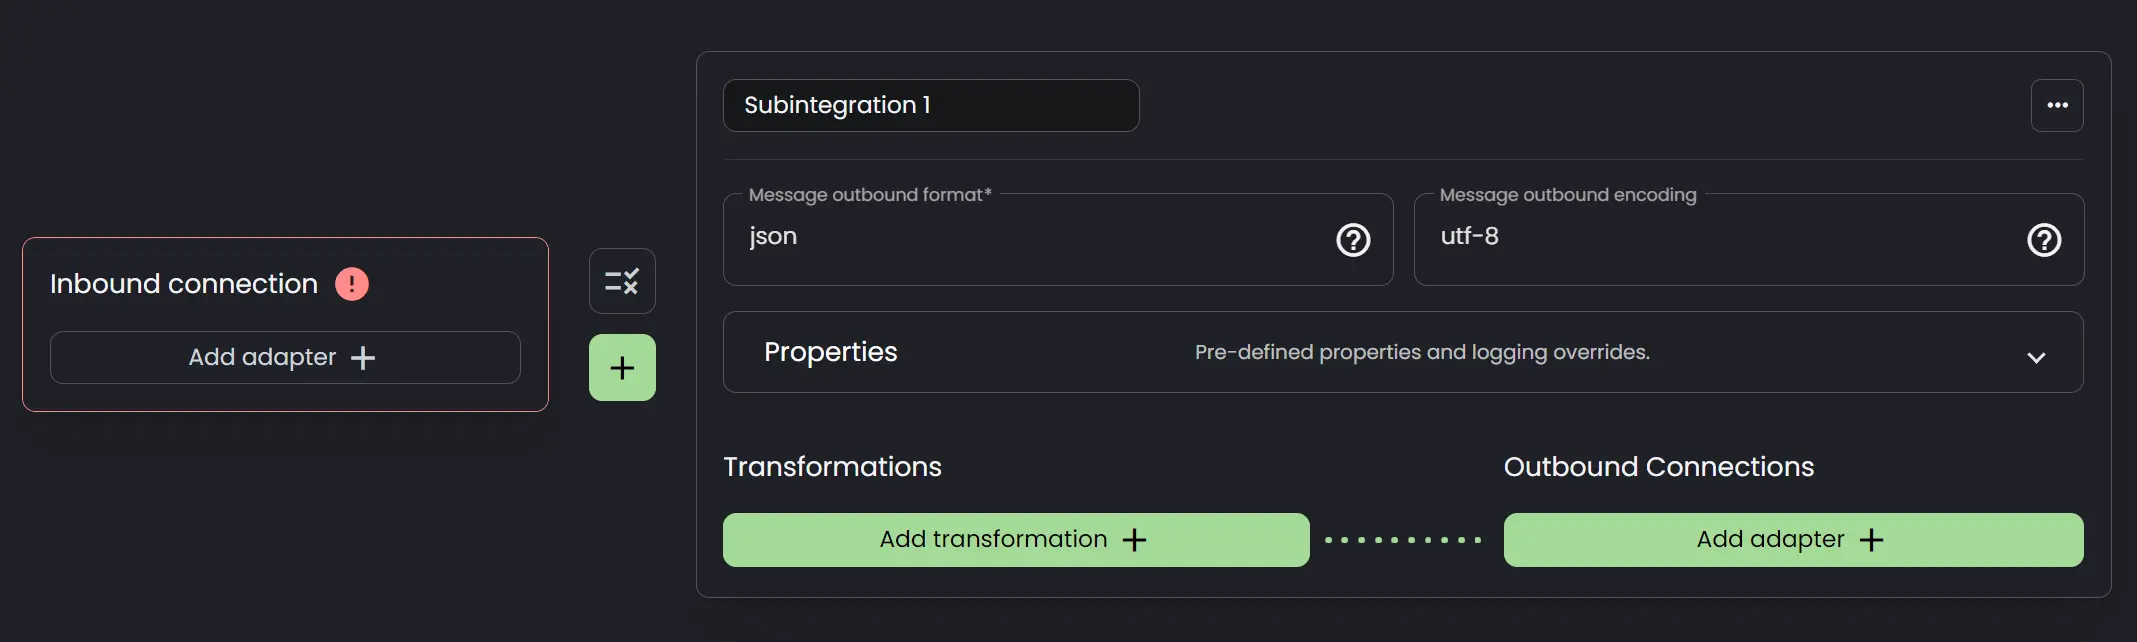 Subintegration 1
Message outbound format*
json
Message outbound encoding
utf-8
Inbound connection
Add adapter
Properties
Pre-defined properties and logging overrides.
Transformations
Add transformation
Outbound Connections
Add adapter